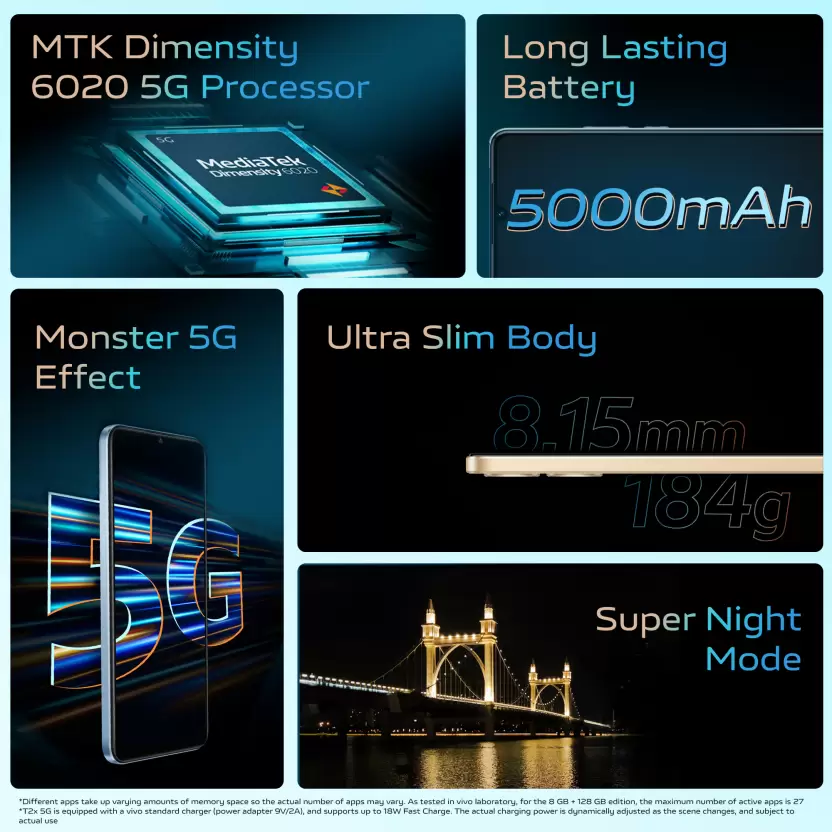 MTK Dimensity
6020 5G Processor
5G
MediaTek
Dimensity 6020
Long Lasting
Battery
5000mAh
Monster 5G
Effect
5G
Ultra Slim Body
8.15mm
184g
Super Night
Mode
*Different apps take up varying amounts of memory space so the actual number of apps may vary. As tested in vivo laboratory, for the 8 GB + 128 GB edition, the maximum number of active apps is 27
*T2x 5G is equipped with a vivo standard charger (power adapter 9V/2A), and supports up to 18W Fast Charge. The actual charging power is dynamically adjusted as the scene changes, and subject to
actual use